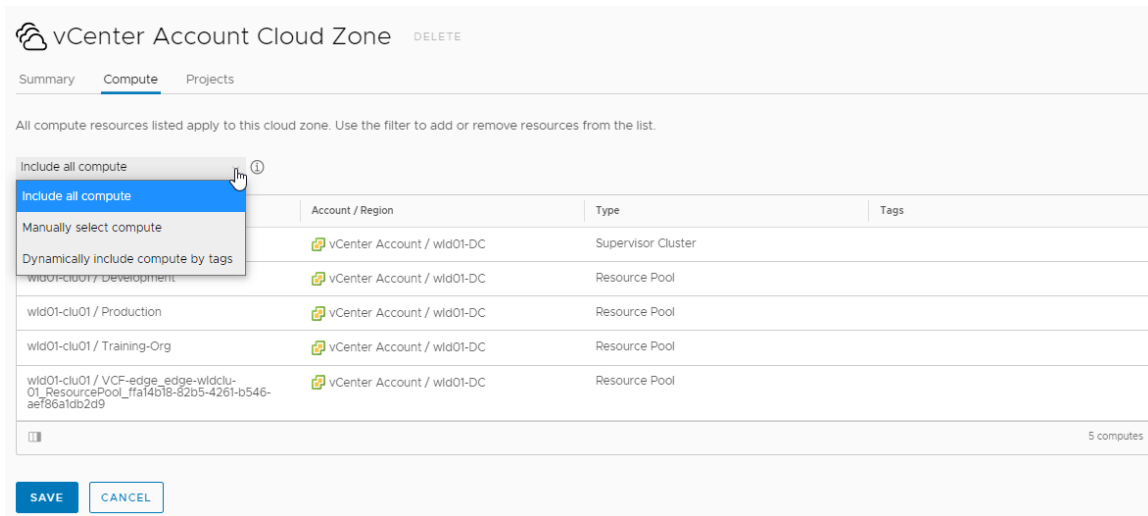 vCenter Account Cloud Zone DELETE
Summary Compute Projects
All compute resources listed apply to this cloud zone. Use the filter to add or remove resources from the list.
Include all compute
Include all compute
Manually select compute
Dynamically include compute by tags
Account / Region Type Tags
vCenter Account / wld01-DC Supervisor Cluster
wld01-clu01 / Development vCenter Account / wld01-DC Resource Pool
wld01-clu01 / Production vCenter Account / wld01-DC Resource Pool
wld01-clu01 / Training-Org vCenter Account / wld01-DC Resource Pool
wld01-clu01 / VCF-edge_edge-wldclu- vCenter Account / wld01-DC Resource Pool
01_ResourcePool_ffa14b18-82b5-4261-b546-
aef86a1db2d9
5 computes
SAVE CANCEL